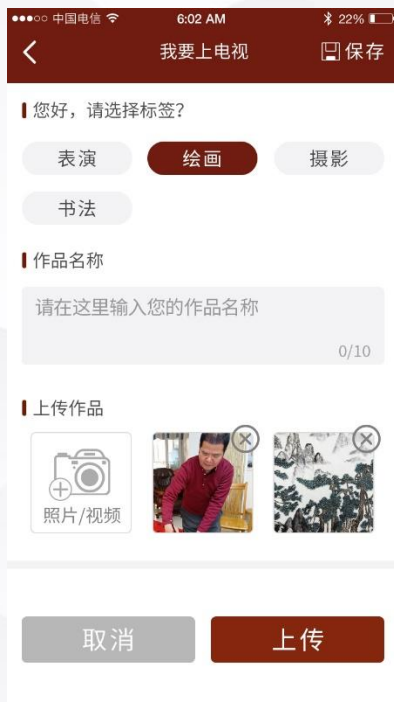 中国电信 6:02 AM 22%
我要上电视 保存
您好，请选择标签？
表演 绘画 摄影
书法
作品名称
请在这里输入您的作品名称
0/10
上传作品
照片/视频
取消 上传